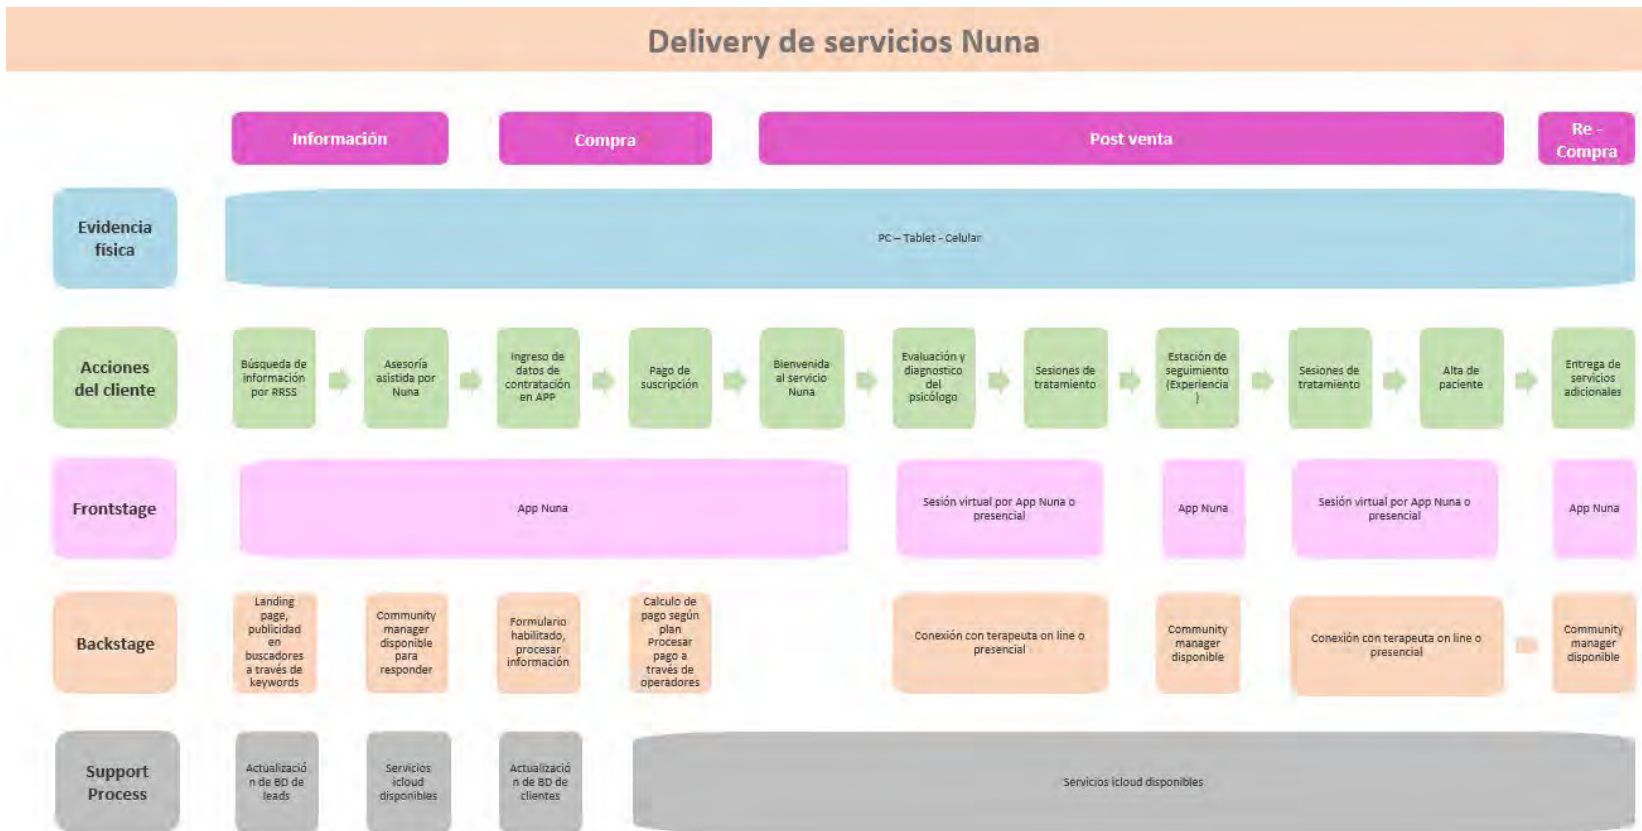 Delivery de servicios Nuna
Información
Compra
Post venta
Re -
Compra
Evidencia
física
PC – Tablet - Celular
Acciones
del cliente
Búsqueda de
información
por RRSS
Asesoría
asistida por
Nuna
Ingreso de
datos de
contratación
en APP
Pago de
suscripción
Bienvenida
al servicio
Nuna
Evaluación y
diagnostico
del
psicólogo
Sesiones de
tratamiento
Estación de
seguimiento
(Experiencia
)
Sesiones de
tratamiento
Alta de
paciente
Entrega de
servicios
adicionales
Frontstage
App Nuna
Sesión virtual por App Nuna o
presencial
App Nuna
Sesión virtual por App Nuna o
presencial
App Nuna
Backstage
Landing
page,
publicidad
en
buscadores
a través de
keywords
Community
manager
disponible
para
responder
Formulario
habilitado,
procesar
información
Calculo de
pago según
plan
Procesar
pago a
través de
operadores
Conexión con terapeuta on line o
presencial
Community
manager
disponible
Conexión con terapeuta on line o
presencial
Community
manager
disponible
Support
Process
Actualizació
n de BD de
leads
Servicios
icloud
disponibles
Actualizació
n de BD de
clientes
Servicios icloud disponibles